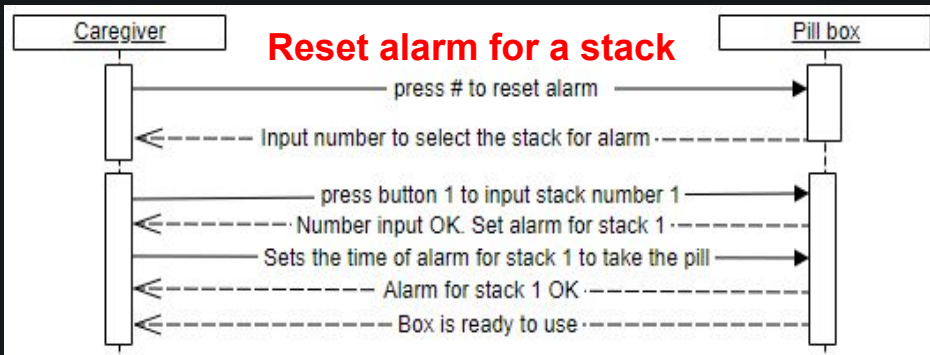 Caregiver
Reset alarm for a stack
Pill box
press # to reset alarm
Input number to select the stack for alarm
press button 1 to input stack number 1
Number input OK. Set alarm for stack 1
Sets the time of alarm for stack 1 to take the pill
Alarm for stack 1 OK
Box is ready to use